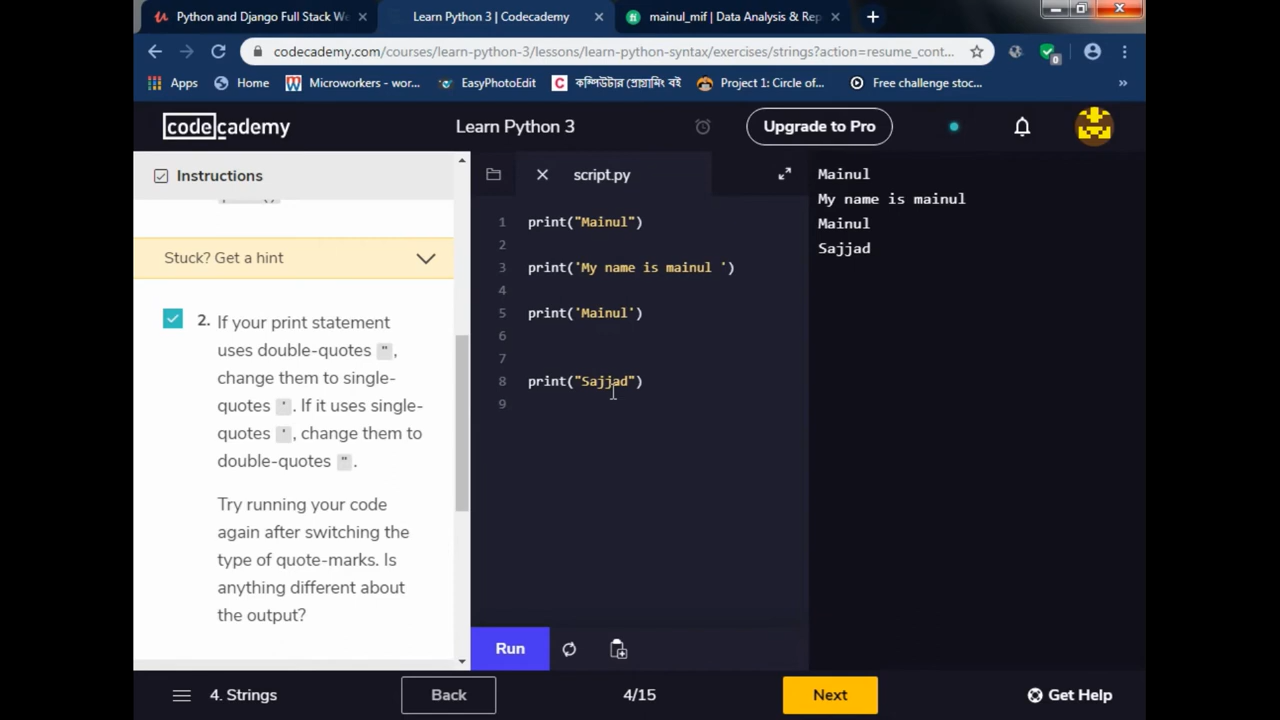 Python and Django Full Stack We
Learn Python 3 | Codecademy
mainul_mif | Data Analysis & Rep
codecademy.com/courses/learn-python-3/lessons/learn-python-syntax/exercises/strings?action=resume_cont...
Apps
Home
Microworkers - wor...
EasyPhotoEdit
C কম্পিউটার প্রোগ্রামিং বই
Project 1: Circle of...
Free challenge stoc...
»
codecademy
Learn Python 3
Upgrade to Pro
Instructions
Stuck? Get a hint
2. If your print statement
uses double-quotes ",
change them to single-
quotes '. If it uses single-
quotes ', change them to
double-quotes ".
Try running your code
again after switching the
type of quote-marks. Is
anything different about
the output?
script.py
1 print("Mainul")
2
3 print('My name is mainul ')
4
5 print('Mainul')
6
7
8 print("Sajjad")
9
Run
Mainul
My name is mainul
Mainul
Sajjad
4. Strings
Back
4/15
Next
Get Help